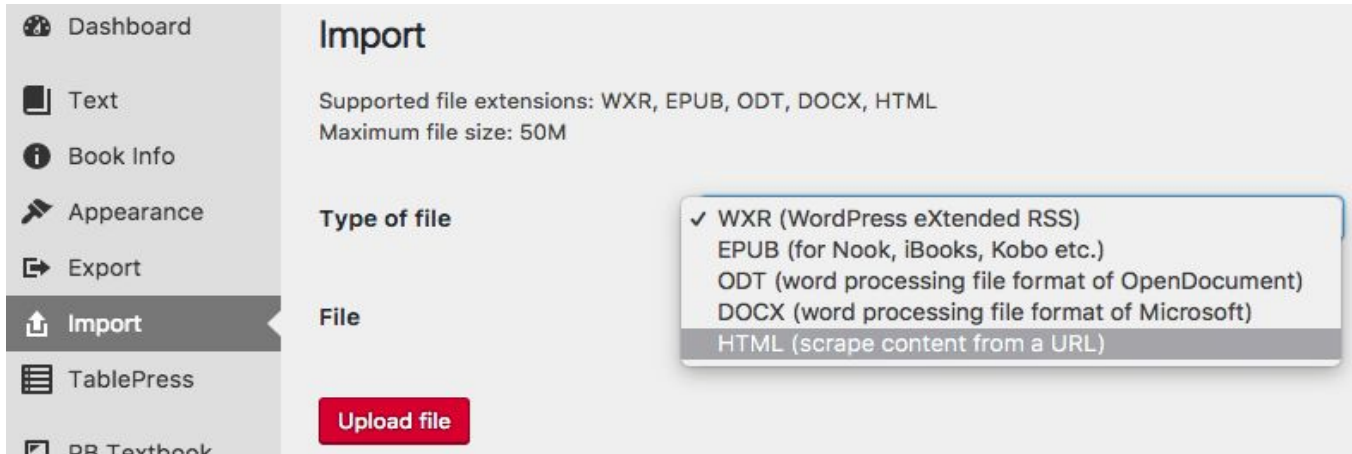 Dashboard
Text
Book Info
Appearance
Export
Import
TablePress
PB Textbook
Import
Supported file extensions: WXR, EPUB, ODT, DOCX, HTML
Maximum file size: 50M
Type of file
✓ WXR (WordPress eXtended RSS)
EPUB (for Nook, iBooks, Kobo etc.)
ODT (word processing file format of OpenDocument)
DOCX (word processing file format of Microsoft)
HTML (scrape content from a URL)
File
Upload file